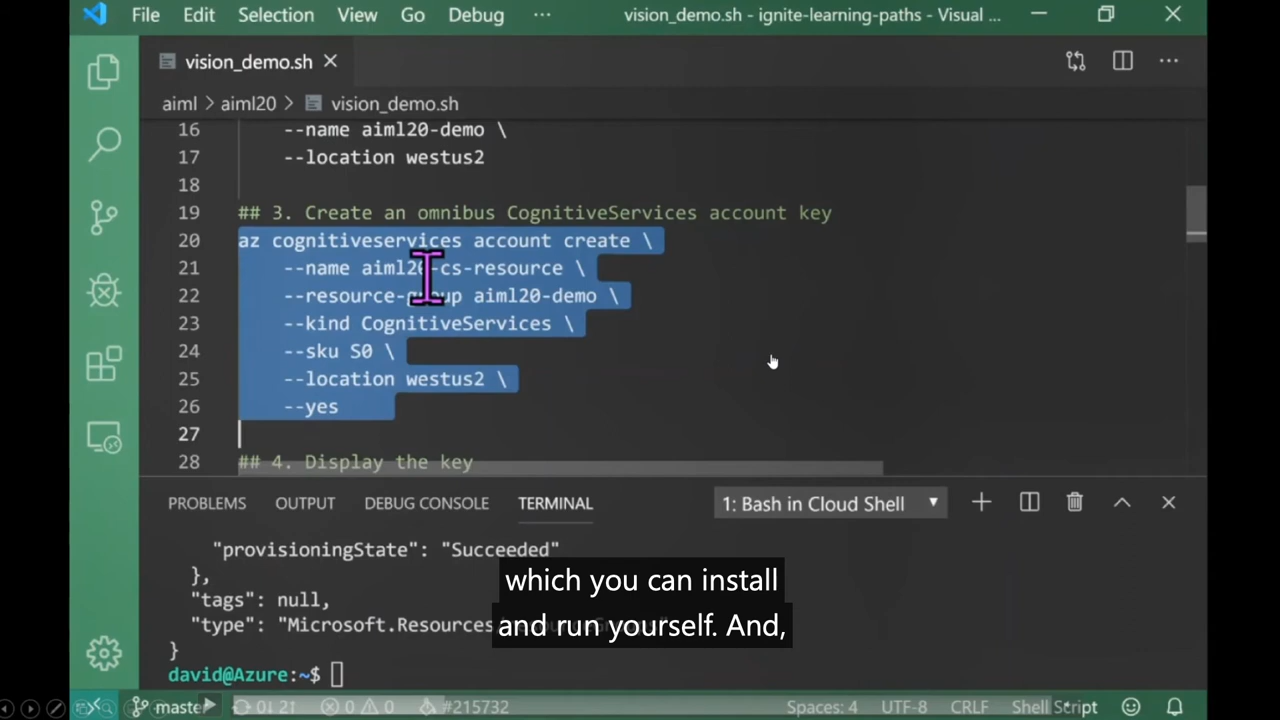 File Edit Selection View Go Debug ··· vision_demo.sh - ignite-learning-paths - Visual ...
vision_demo.sh
aiml > aiml20 > vision_demo.sh
16 --name aiml20-demo \
17 --location westus2
18
19 ## 3. Create an omnibus CognitiveServices account key
20 az cognitiveservices account create \
21 --name aiml20-cs-resource \
22 --resource-group aiml20-demo \
23 --kind CognitiveServices \
24 --sku S0 \
25 --location westus2 \
26 --yes
27
28 ## 4. Display the key
PROBLEMS OUTPUT DEBUG CONSOLE TERMINAL 1: Bash in Cloud Shell
"provisioningState": "Succeeded"
},
"tags": null,
"type": "Microsoft.Resources
}
david@Azure:~$
which you can install
and run yourself. And,
master 0↓ 2↑ 0 0 #215732 Spaces: 4 UTF-8 CRLF Shell Script